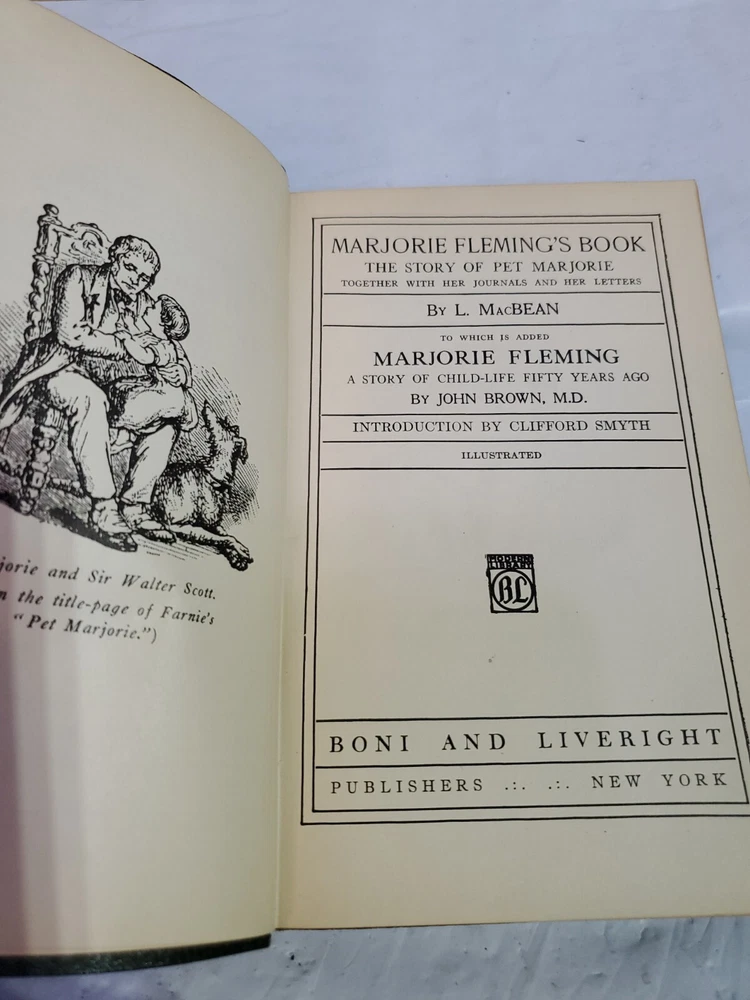 and Sir Walter Scott.
the title-page of Farnie's
"Pet Marjorie.")
MARJORIE FLEMING'S BOOK
THE STORY OF PET MARJORIE
TOGETHER WITH HER JOURNALS AND HER LETTERS
BY L. MACBEAN
TO WHICH IS ADDED
MARJORIE FLEMING
A STORY OF CHILD-LIFE FIFTY YEARS AGO
BY JOHN BROWN, M.D.
INTRODUCTION BY CLIFFORD SMYTH
ILLUSTRATED
MODERN
LIBRARY
BL
BONI AND LIVERIGHT
PUBLISHERS .:. .:. NEW YORK